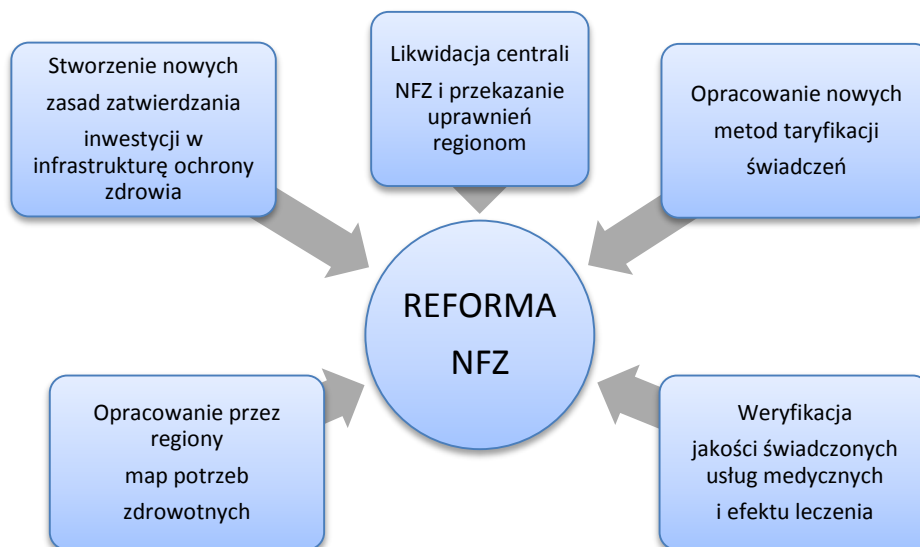 Stworzenie nowych
zasad zatwierdzania
inwestycji w
infrastrukturę ochrony
zdrowia
Likwidacja centrali
NFZ i przekazanie
uprawnień
regionom
Opracowanie nowych
metod taryfikacji
świadczeń
REFORMA
NFZ
Opracowanie przez
regiony
map potrzeb
zdrowotnych
Weryfikacja
jakości świadczonych
usług medycznych
i efektu leczenia